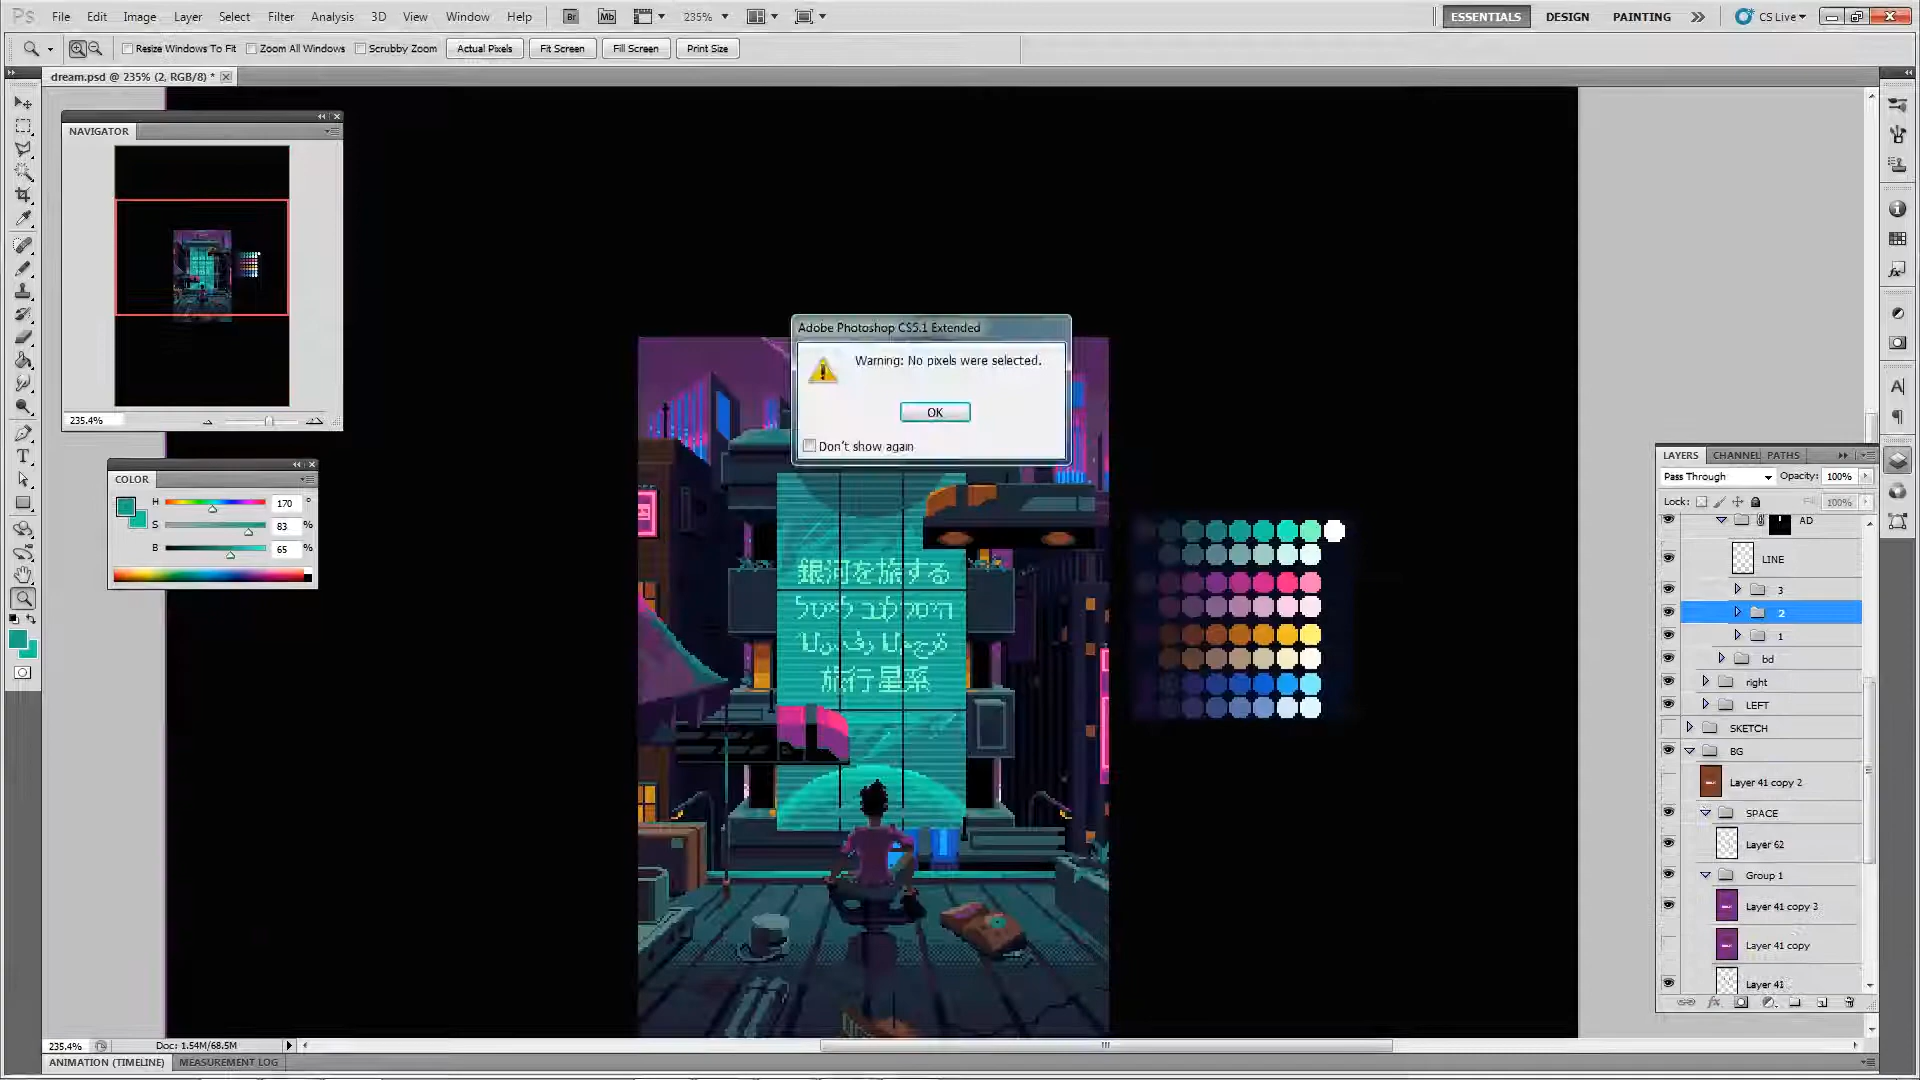 Ps File Edit Image Layer Select Filter Analysis 3D View Window Help Br Mb 235% ESSENTIALS DESIGN PAINTING CS Live
Resize Windows To Fit Zoom All Windows Scrubby Zoom Actual Pixels Fit Screen Fill Screen Print Size
dream.psd @ 235% (2, RGB/8) *
NAVIGATOR
235.4%
COLOR
H 170 °
S 83 %
B 65 %
Adobe Photoshop CS5.1 Extended
Warning: No pixels were selected.
OK
Don't show again
銀河を旅する
旅行星系
LAYERS CHANNEL PATHS
Pass Through Opacity: 100%
Lock: Fill: 100%
AD
LINE
3
2
1
bd
right
LEFT
SKETCH
BG
Layer 41 copy 2
SPACE
Layer 62
Group 1
Layer 41 copy 3
Layer 41 copy
Layer 41
235.4% Doc: 1.54M/68.5M
ANIMATION (TIMELINE) MEASUREMENT LOG